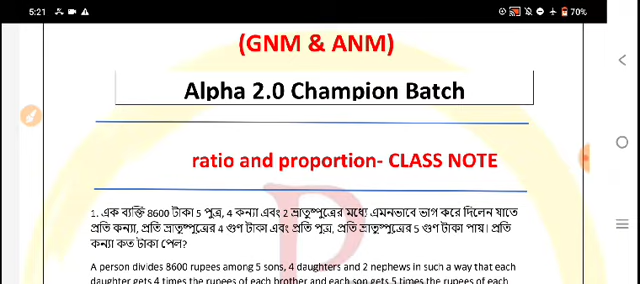 5:21
70%
(GNM & ANM)
Alpha 2.0 Champion Batch
ratio and proportion- CLASS NOTE
1. এক ব্যক্তি 8600 টাকা 5 পুত্র, 4 কন্যা এবং 2 ভ্রাতুষ্পুত্রের মধ্যে এমনভাবে ভাগ করে দিলেন যাতে
প্রতি কন্যা, প্রতি ভ্রাতুষ্পুত্রের 4 গুণ টাকা এবং প্রতি পুত্র, প্রতি ভ্রাতুষ্পুত্রের 5 গুণ টাকা পায়। প্রতি
কন্যা কত টাকা পেল?
A person divides 8600 rupees among 5 sons, 4 daughters and 2 nephews in such a way that each
daughter gets 4 times the rupees of each brother and each son gets 5 times the rupees of each